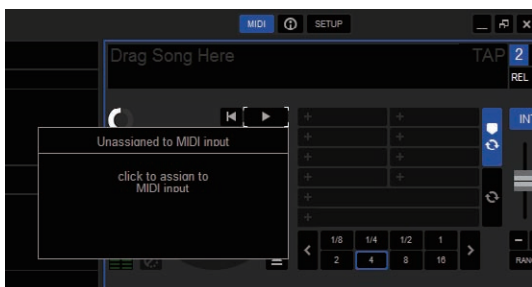 MIDI SETUP
Drag Song Here TAP 2
REL
INT
Unassigned to MIDI input
click to assign to
MIDI input
1/8 1/4 1/2 1
2 4 8 16